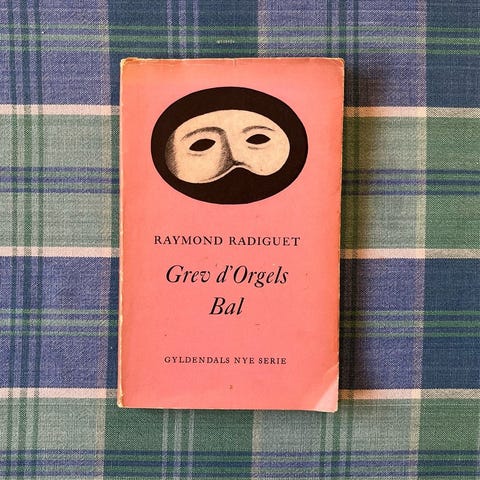 RAYMOND RADIGUET
Grev d'Orgels
Bal
GYLDENDALS NYE SERIE